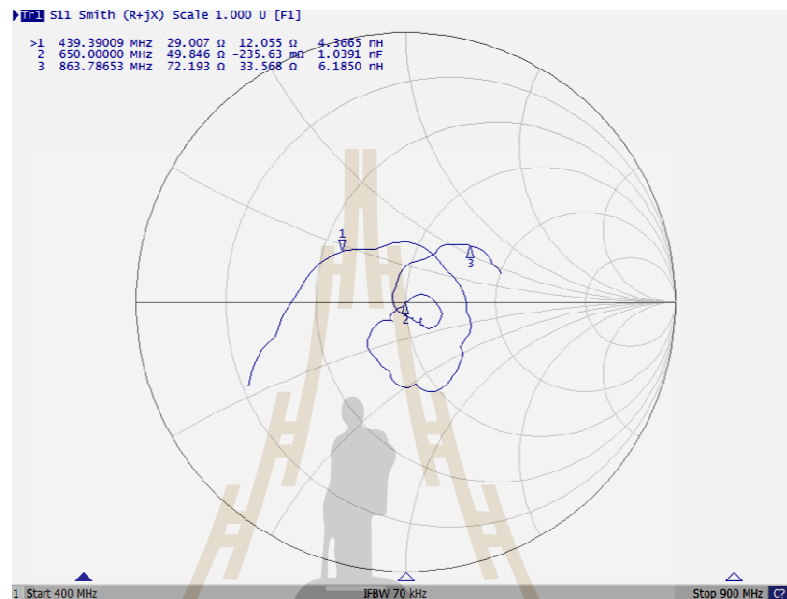 Tr1 S11 Smith (R+jX) Scale 1.000 U [F1]
>1 439.39009 MHz 29.007 Ω 12.055 Ω 4.3665 nH
2 650.00000 MHz 49.846 Ω -235.63 mΩ 1.0391 nF
3 863.78653 MHz 72.193 Ω 33.568 Ω 6.1850 nH
1
3
2
1 Start 400 MHz IFBW 70 kHz Stop 900 MHz C?